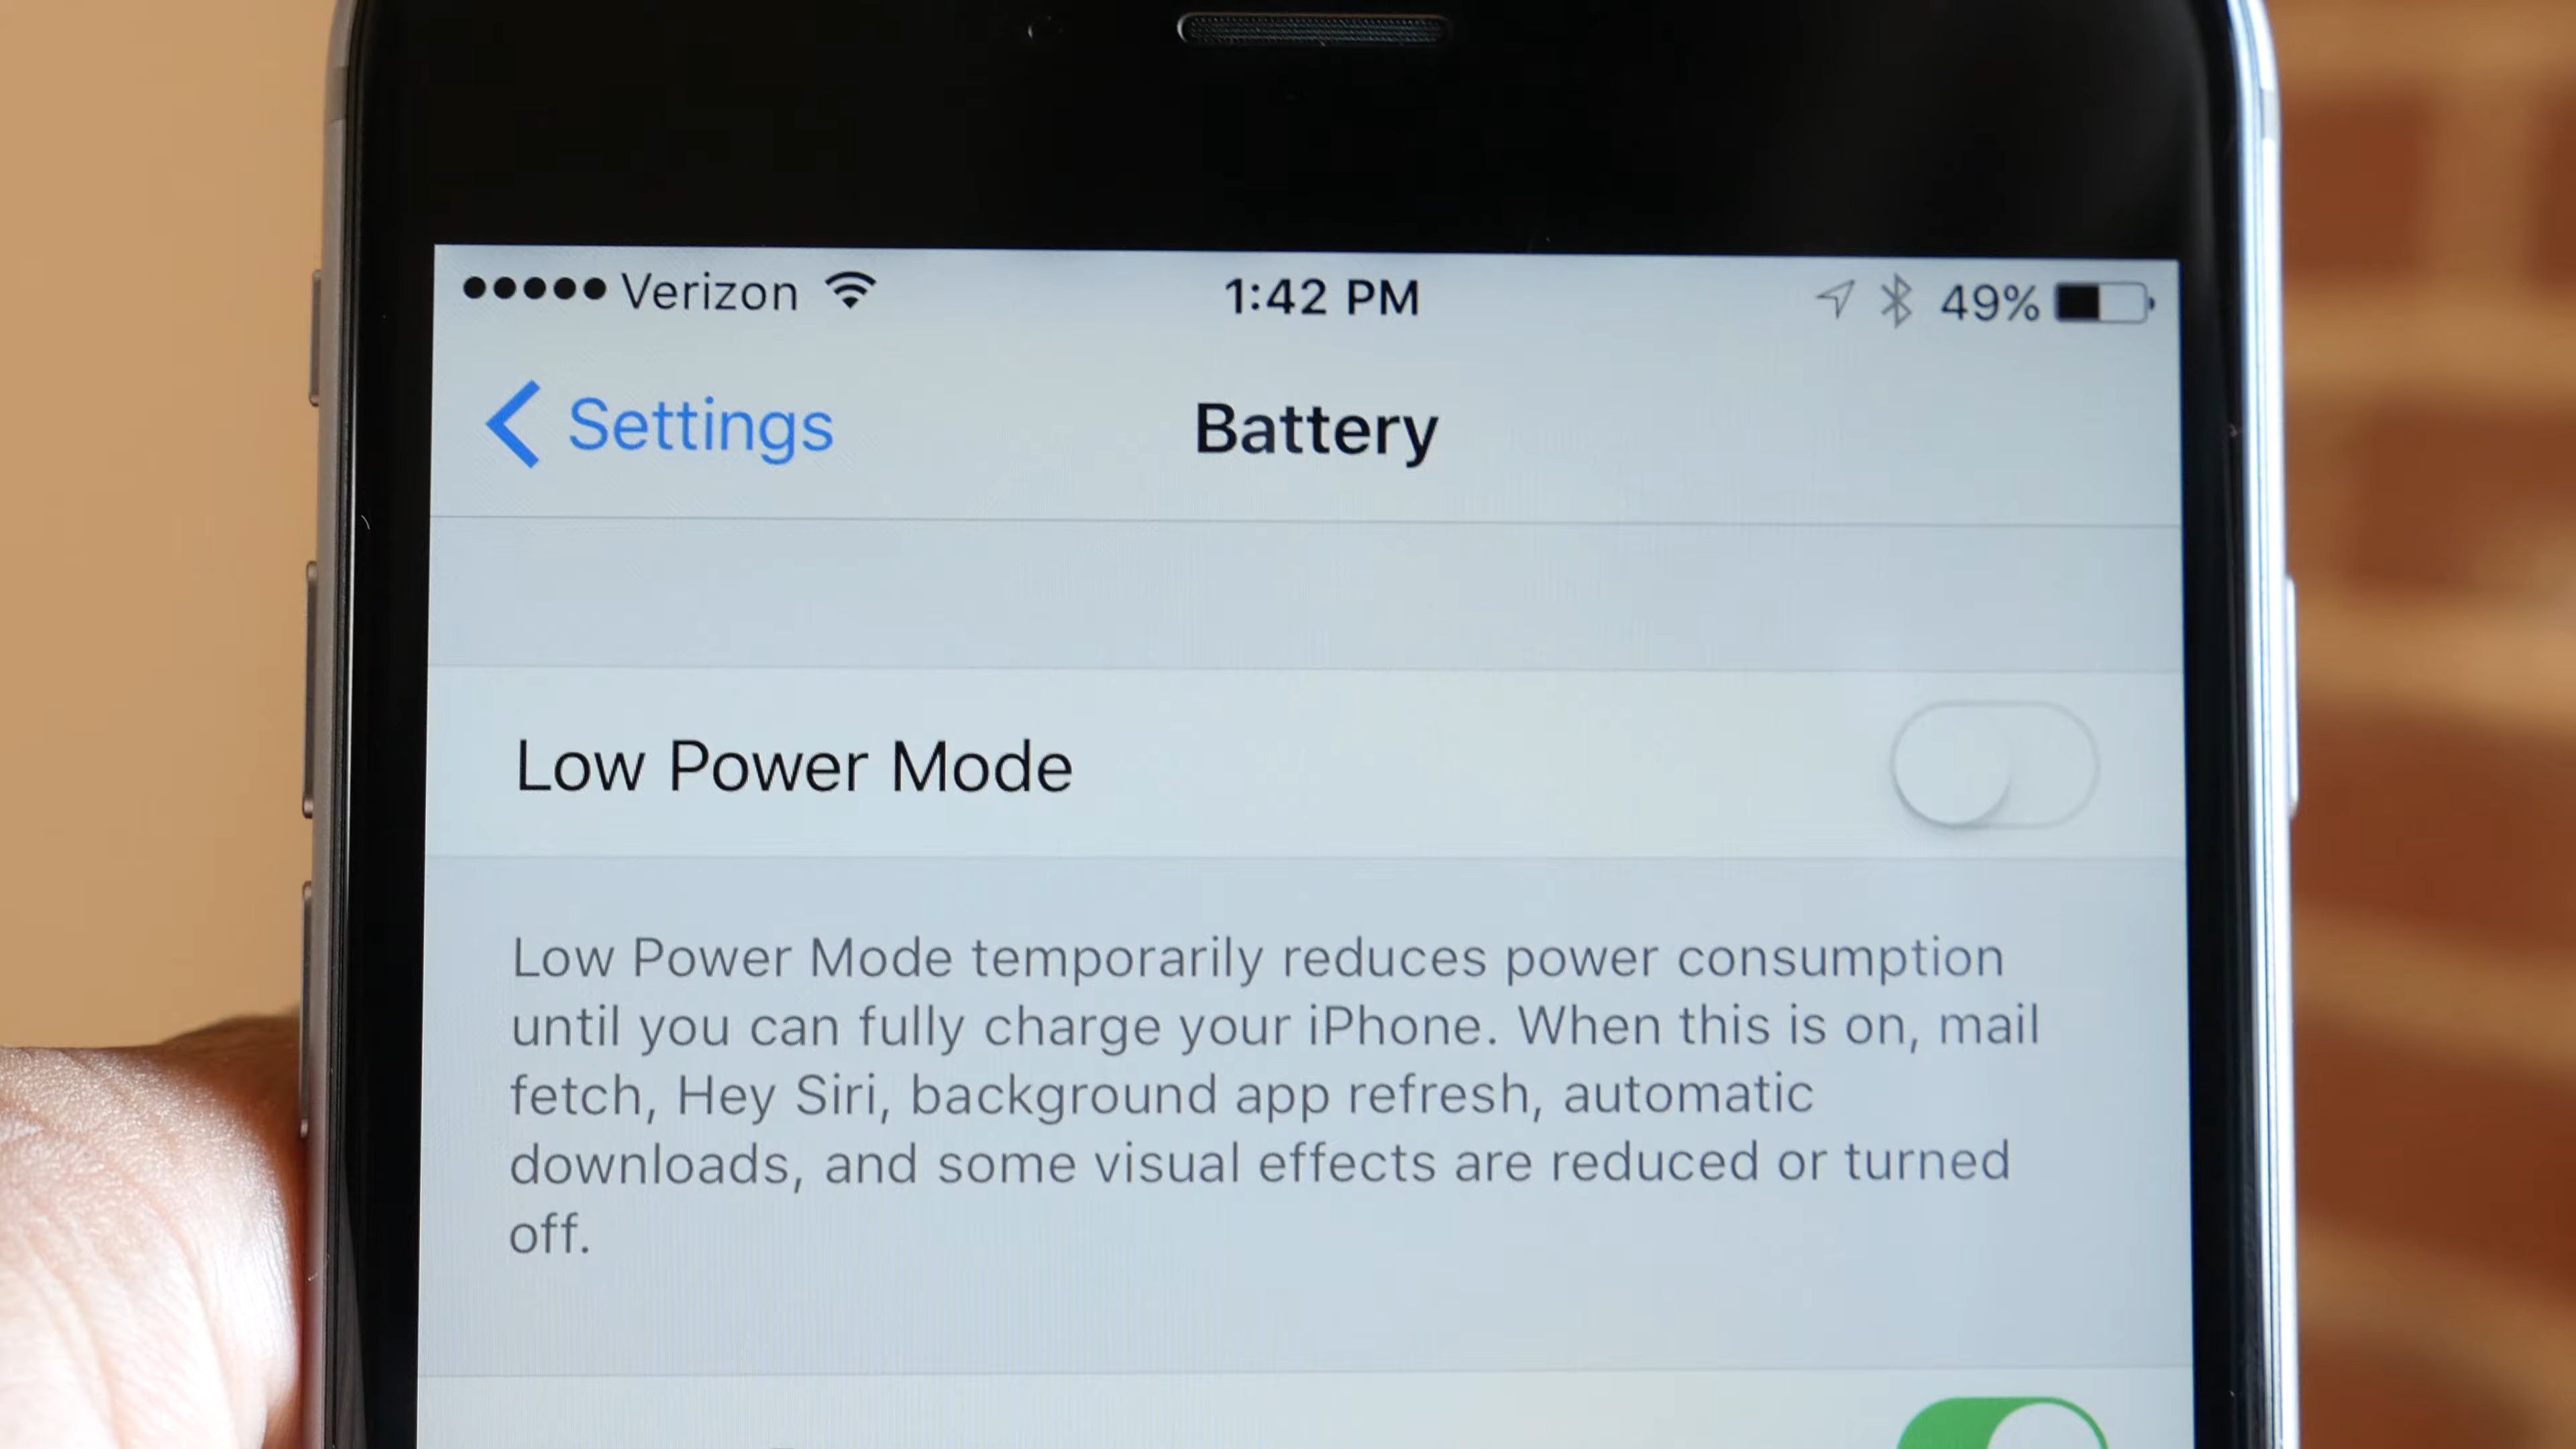 ●●●●● Verizon 1:42 PM 49%
Settings Battery
Low Power Mode
Low Power Mode temporarily reduces power consumption
until you can fully charge your iPhone. When this is on, mail
fetch, Hey Siri, background app refresh, automatic
downloads, and some visual effects are reduced or turned
off.